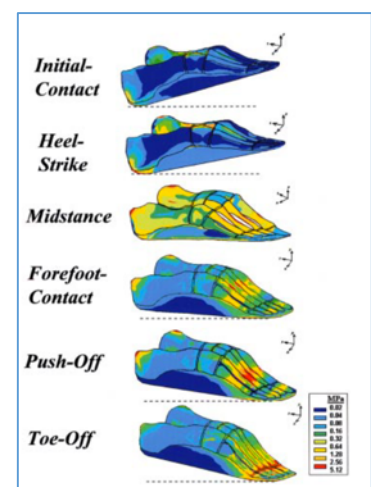 Initial-
Contact
Heel-
Strike
Midstance
Forefoot-
Contact
Push-Off
Toe-Off
MPa
0.02
0.04
0.08
0.16
0.32
0.64
1.28
2.56
5.12